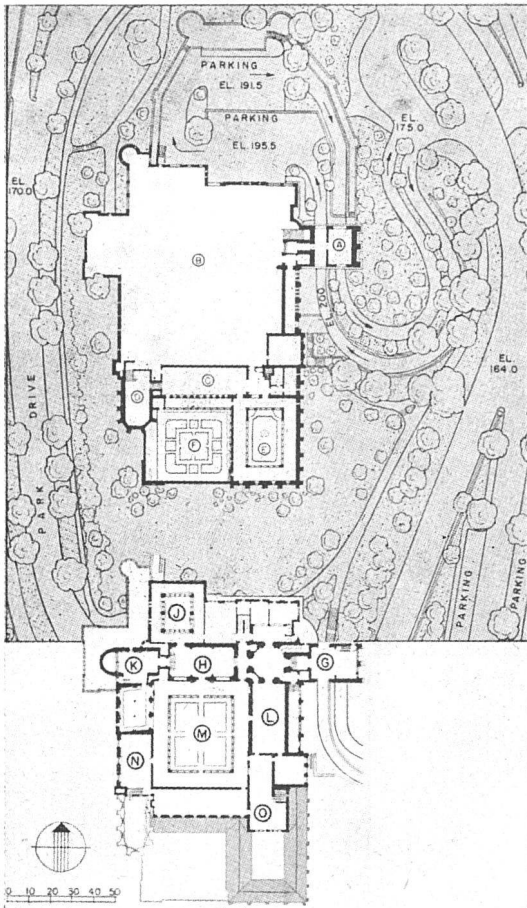 PARKING
EL. 191.5
PARKING
EL. 195.5
EL.
175.0
EL.
170.0
A
B
EL. 200
EL.
164.0
C
D
F
E
PARK DRIVE
PARKING
PARKING
J
K
H
G
L
M
N
O
0 10 20 30 40 50